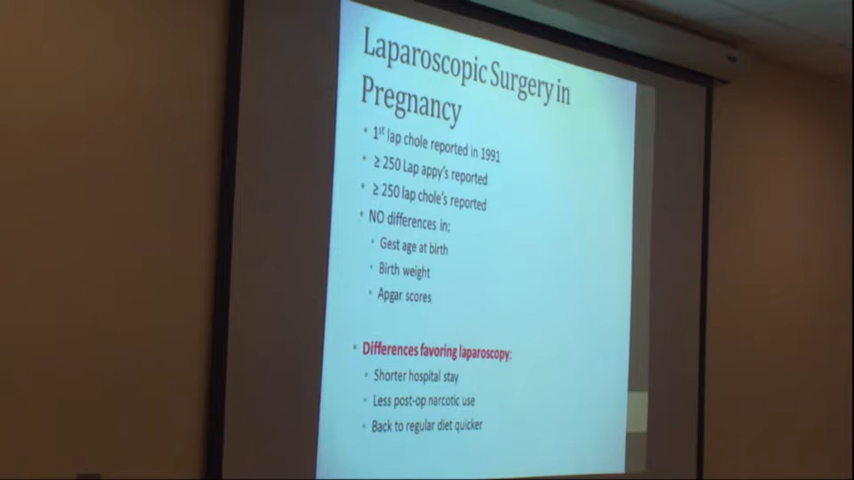 Laparoscopic Surgery in
Pregnancy
• 1st lap chole reported in 1991
• ≥ 250 Lap appy's reported
• ≥ 250 lap chole's reported
• NO differences in:
• Gest age at birth
• Birth weight
• Apgar scores
• Differences favoring laparoscopy:
• Shorter hospital stay
• Less post-op narcotic use
• Back to regular diet quicker